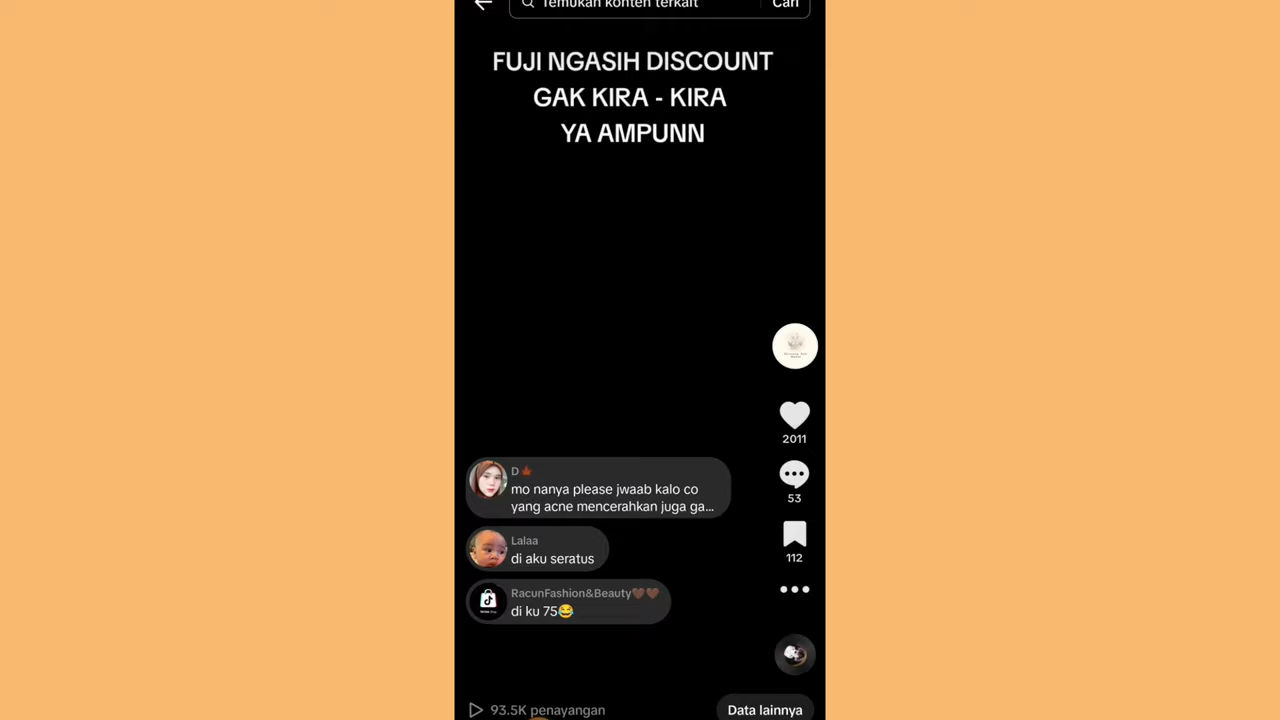 Temukan konten terkait
Cari
FUJI NGASIH DISCOUNT
GAK KIRA - KIRA
YA AMPUNN
2011
53
112
D🍁
mo nanya please jwaab kalo co
yang acne mencerahkan juga ga...
Lalaa
di aku seratus
RacunFashion&Beauty🤎🤎
di ku 75😂
93.5K penayangan
Data lainnya